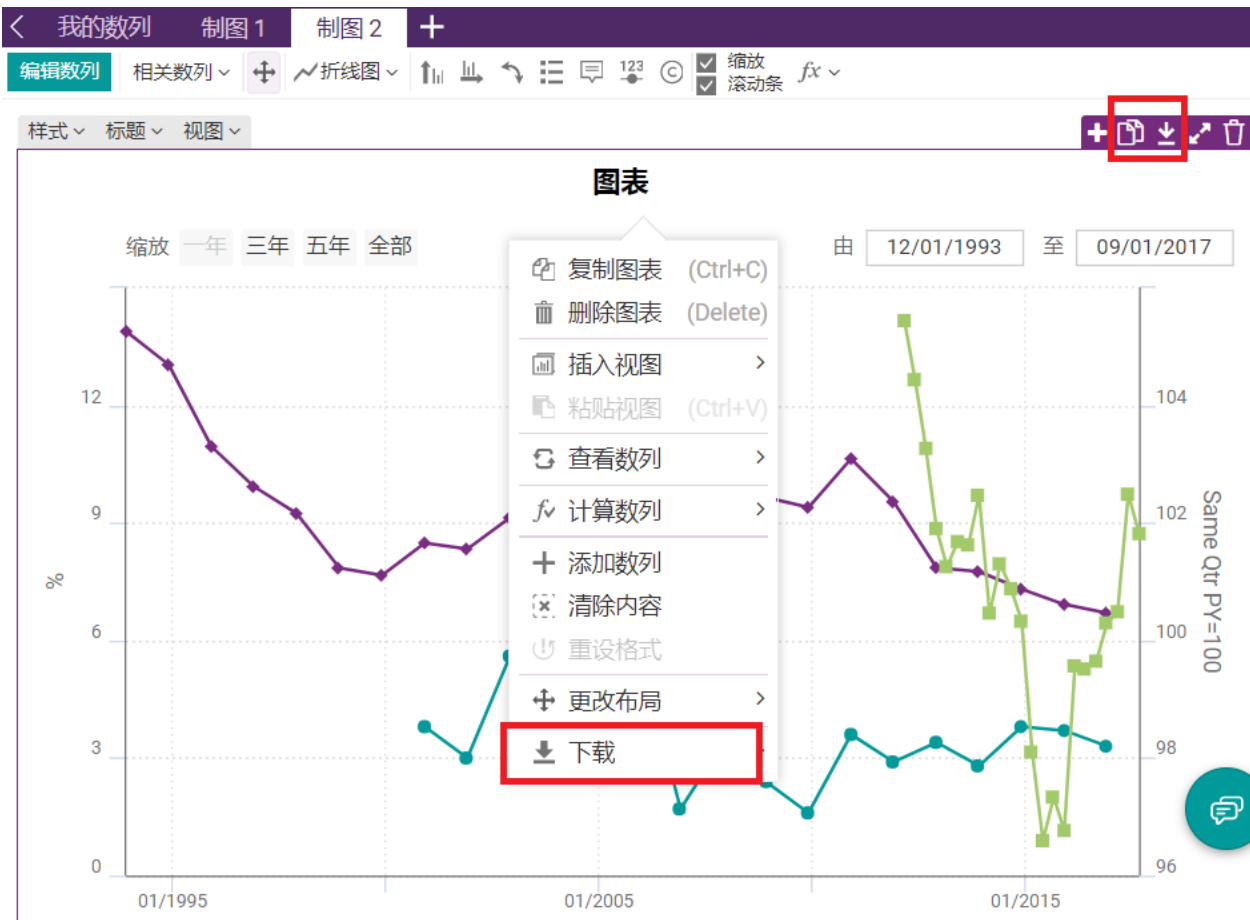 我的数列 制图 1 制图 2
编辑数列 相关数列 折线图 123 © 缩放 fx
滚动条
样式 标题 视图
图表
缩放 一年 三年 五年 全部 由 12/01/1993 至 09/01/2017
复制图表 (Ctrl+C)
删除图表 (Delete)
插入视图
粘贴视图 (Ctrl+V)
查看数列
计算数列
添加数列
清除内容
重设格式
更改布局
下载
12
9
6
3
0
%
104
102
100
98
96
Same Qtr PY=100
01/1995 01/2005 01/2015